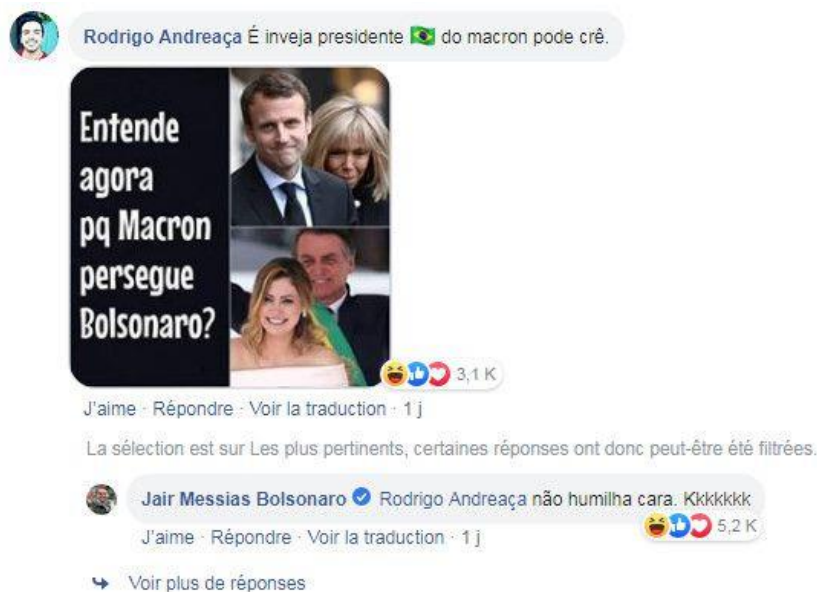 Rodrigo Andreaça É inveja presidente 🇧🇷 do macron pode crê.
Entende
agora
pq Macron
persegue
Bolsonaro?
3,1 K
J'aime · Répondre · Voir la traduction · 1 j
La sélection est sur Les plus pertinents, certaines réponses ont donc peut-être été filtrées.
Jair Messias Bolsonaro Rodrigo Andreaça não humilha cara. Kkkkkkk
5,2 K
J'aime · Répondre · Voir la traduction · 1 j
Voir plus de réponses